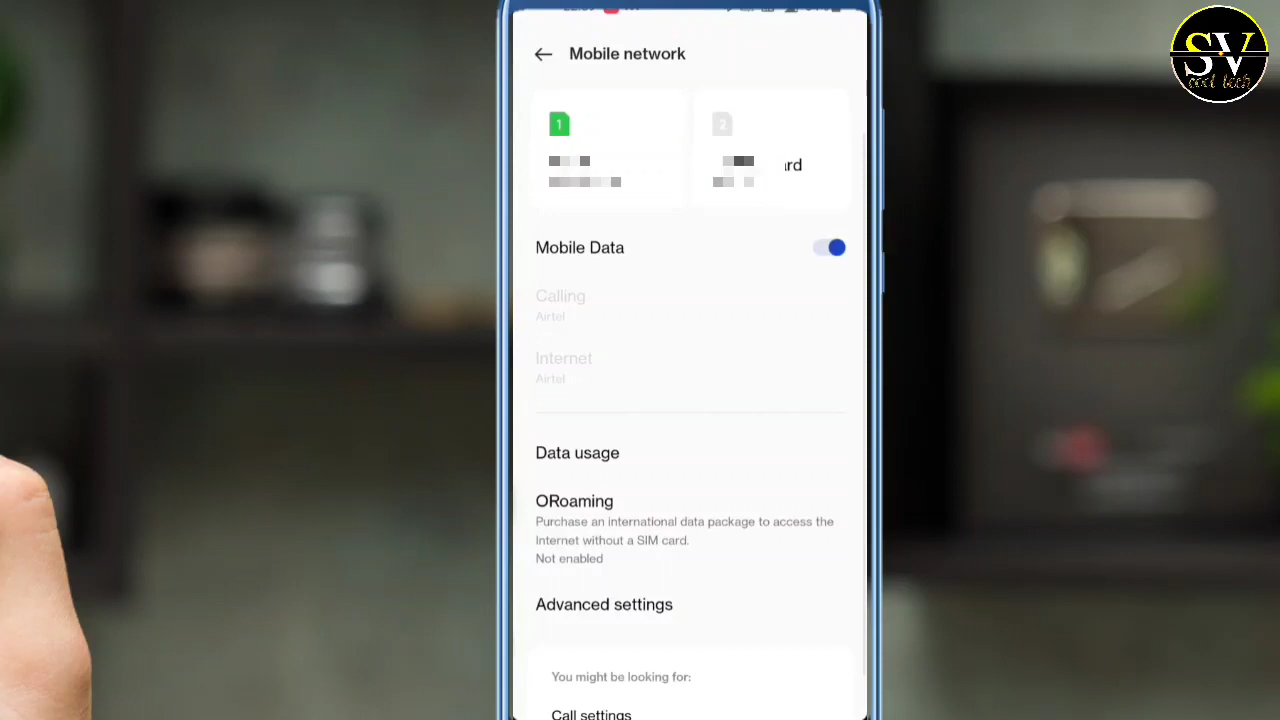 SV
cool tech
Mobile network
1
2
Mobile Data
Calling
Airtel
Internet
Airtel
Data usage
ORoaming
Purchase an international data package to access the
Internet without a SIM card.
Not enabled
Advanced settings
You might be looking for:
Call settings